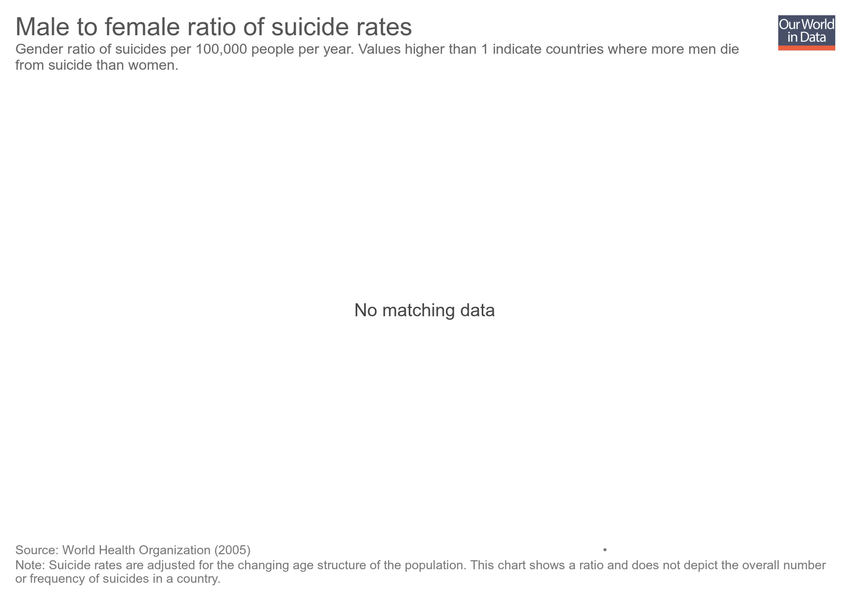 Male to female ratio of suicide rates
Gender ratio of suicides per 100,000 people per year. Values higher than 1 indicate countries where more men die
from suicide than women.
Our World
in Data
No matching data
Source: World Health Organization (2005)
•
Note: Suicide rates are adjusted for the changing age structure of the population. This chart shows a ratio and does not depict the overall number
or frequency of suicides in a country.